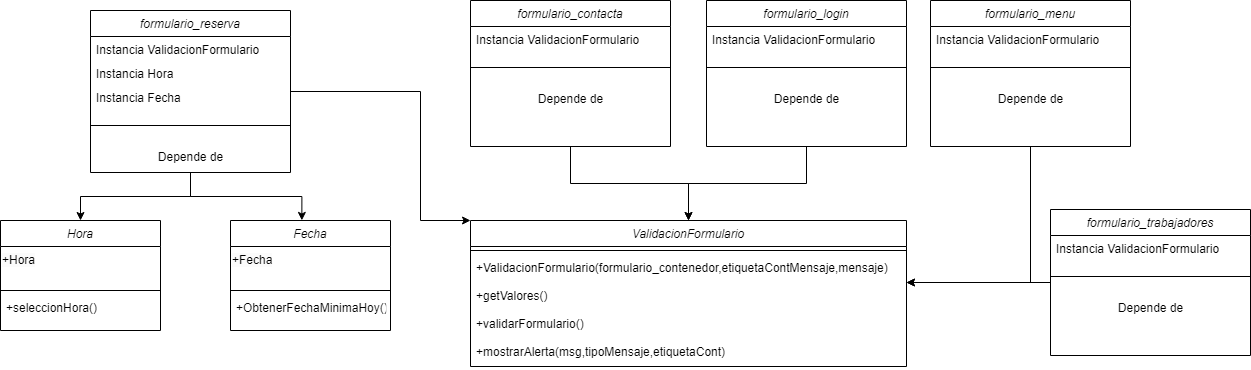 formulario_reserva
Instancia ValidacionFormulario
Instancia Hora
Instancia Fecha
Depende de
formulario_contacta
Instancia ValidacionFormulario
Depende de
formulario_login
Instancia ValidacionFormulario
Depende de
formulario_menu
Instancia ValidacionFormulario
Depende de
Hora
+Hora
+seleccionHora()
Fecha
+Fecha
+ObtenerFechaMinimaHoy()
ValidacionFormulario
+ValidacionFormulario(formulario_contenedor,etiquetaContMensaje,mensaje)
+getValores()
+validarFormulario()
+mostrarAlerta(msg,tipoMensaje,etiquetaCont)
formulario_trabajadores
Instancia ValidacionFormulario
Depende de